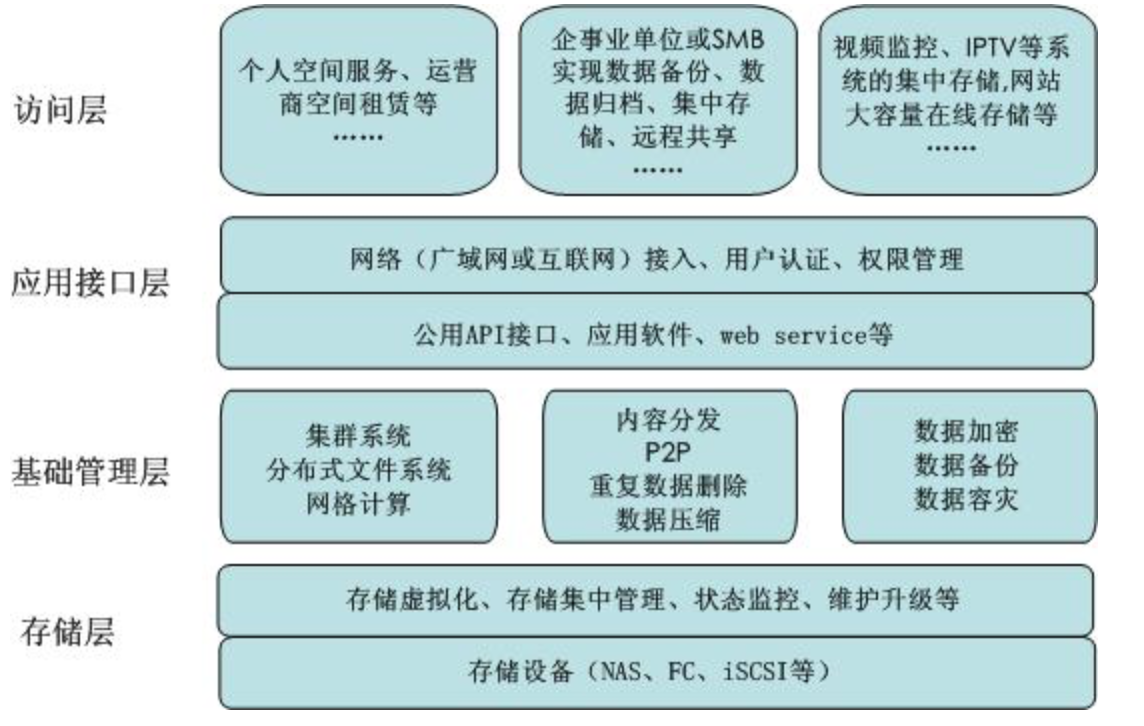 访问层
个人空间服务、运营
商空间租赁等
……
企事业单位或SMB
实现数据备份、数
据归档、集中存
储、远程共享
……
视频监控、IPTV等系
统的集中存储,网站
大容量在线存储等
……
应用接口层
网络（广域网或互联网）接入、用户认证、权限管理
公用API接口、应用软件、web service等
基础管理层
集群系统
分布式文件系统
网格计算
内容分发
P2P
重复数据删除
数据压缩
数据加密
数据备份
数据容灾
存储层
存储虚拟化、存储集中管理、状态监控、维护升级等
存储设备（NAS、FC、iSCSI等）